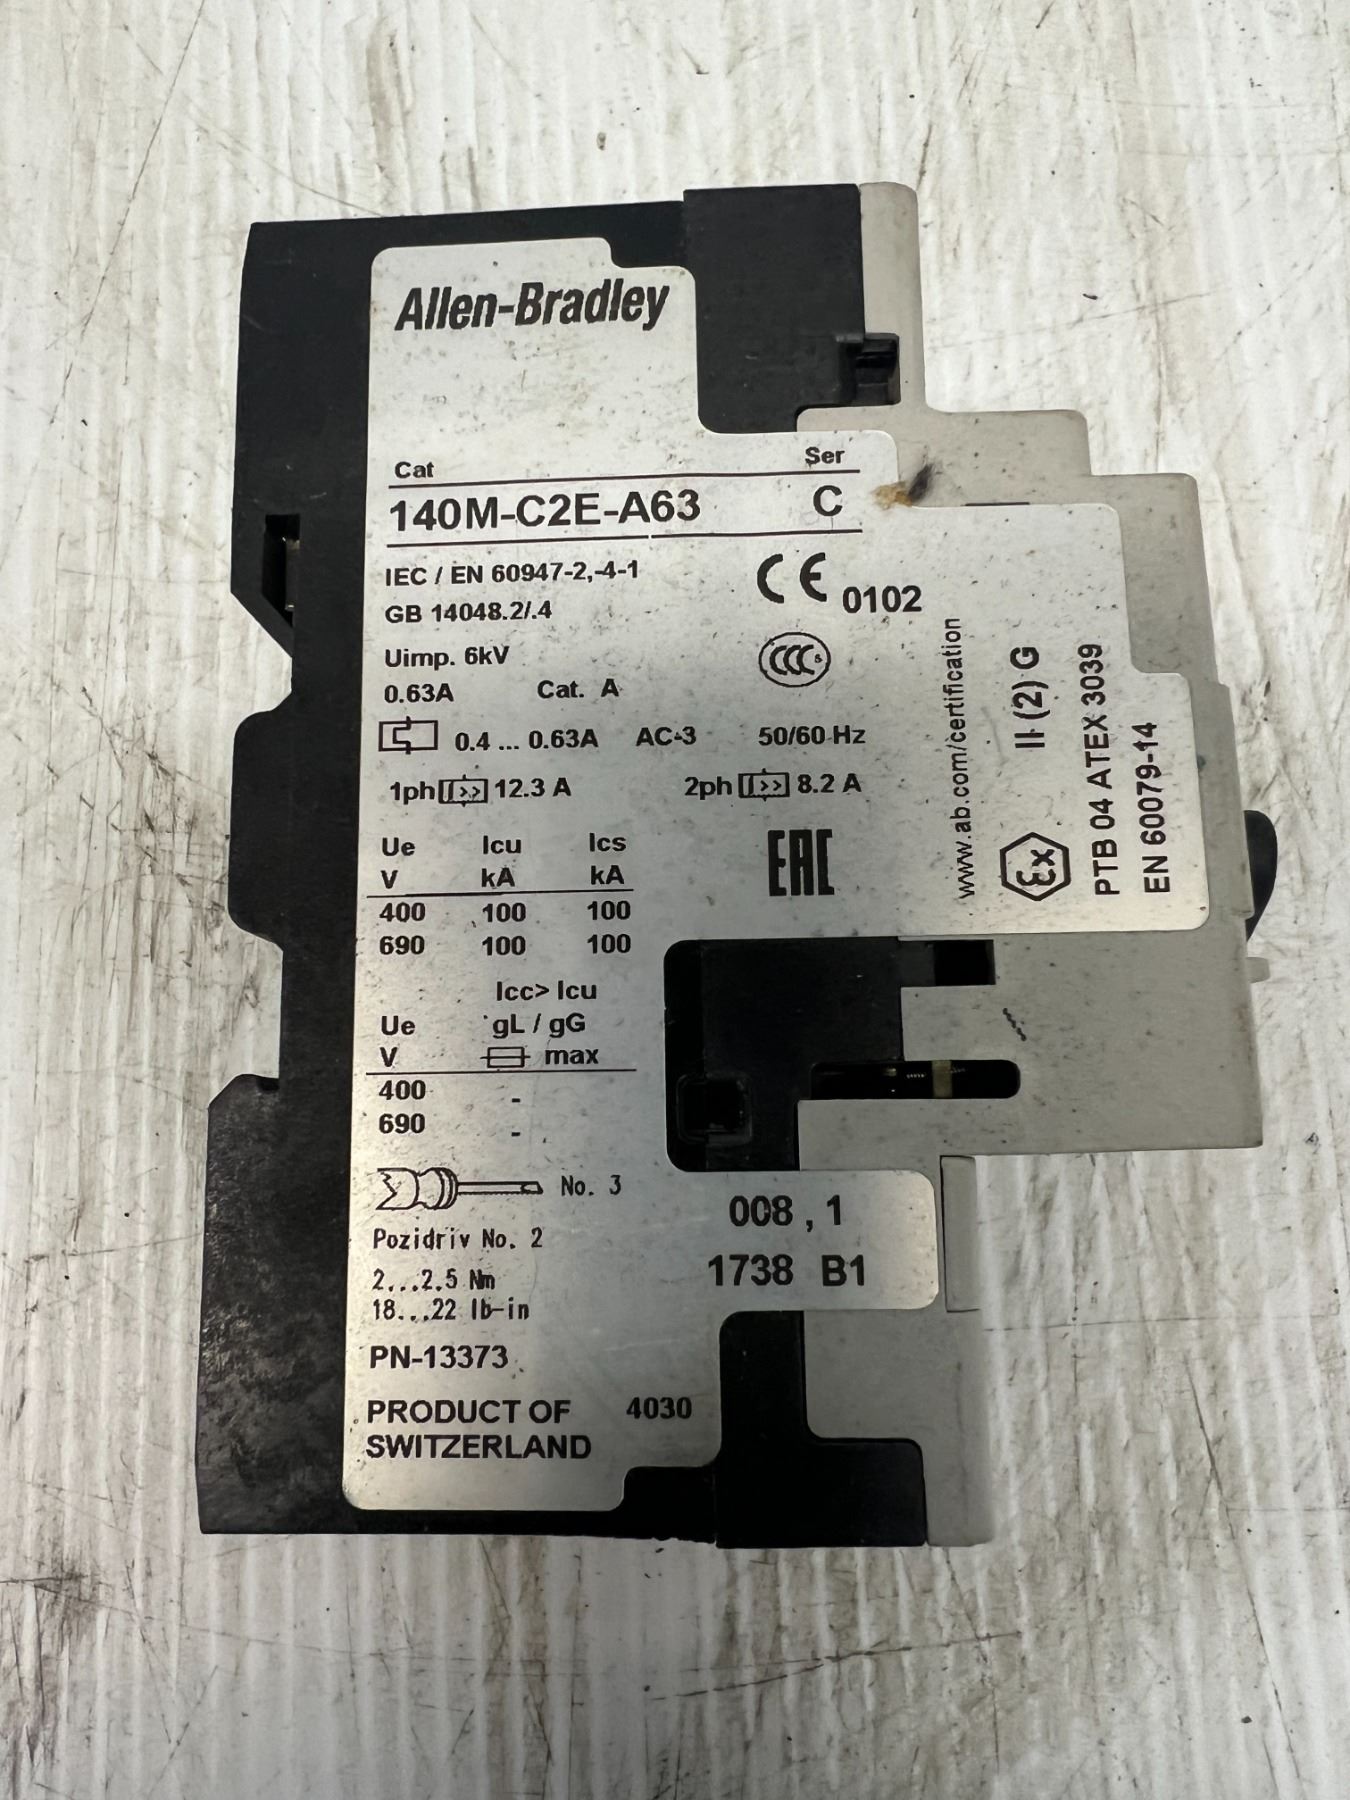 Allen-Bradley
Cat Ser
140M-C2E-A63 C
IEC / EN 60947-2,-4-1
GB 14048.2/.4
CE 0102
Uimp. 6kV
CCC S
0.63A Cat. A
0.4 ... 0.63A AC-3 50/60 Hz
1ph 12.3 A 2ph 8.2 A
Ue Icu Ics
V kA kA
EAC
400 100 100
690 100 100
Icc> Icu
Ue gL / gG
V max
400 -
690 -
No. 3
Pozidriv No. 2
2...2.5 Nm
18...22 lb-in
PN-13373
PRODUCT OF 4030
SWITZERLAND
008 , 1
1738 B1
www.ab.com/certification
Ex II (2) G
PTB 04 ATEX 3039
EN 60079-14